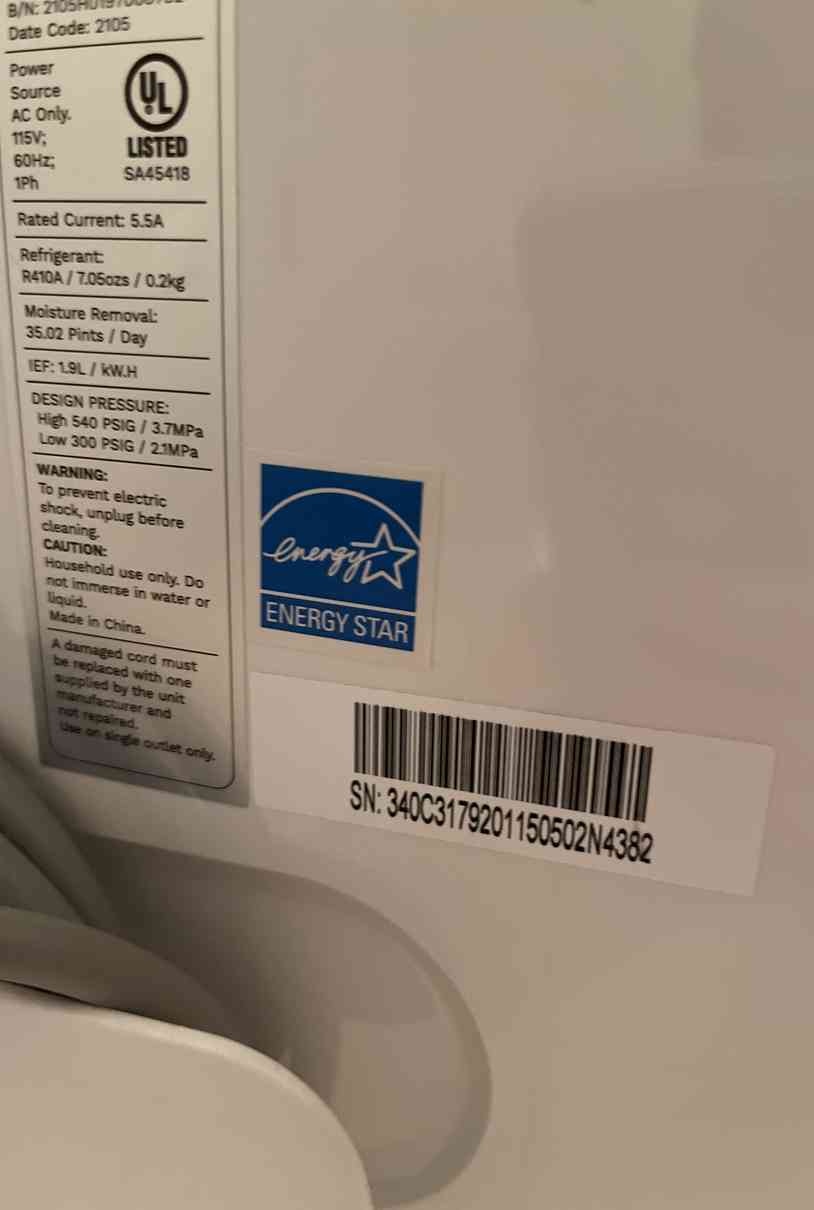 B/N:
Date Code: 2105
Power
Source
AC Only.
115V;
60Hz;
1Ph
UL
LISTED
SA45418
Rated Current: 5.5A
Refrigerant:
R410A / 7.05ozs / 0.2kg
Moisture Removal:
35.02 Pints / Day
IEF: 1.9L / kW.H
DESIGN PRESSURE:
High 540 PSIG / 3.7MPa
Low 300 PSIG / 2.1MPa
WARNING:
To prevent electric
shock, unplug before
cleaning.
CAUTION:
Household use only. Do
not immerse in water or
liquid.
Made in China.
A damaged cord must
be replaced with one
supplied by the unit
manufacturer and
not repaired.
Use on single outlet only.
energy
ENERGY STAR
SN: 340C3179201150502N4382